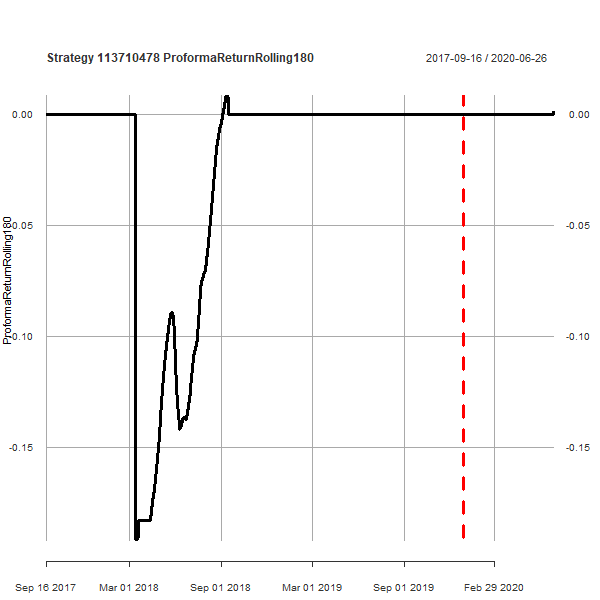 Strategy 113710478 ProformaReturnRolling180
2017-09-16 / 2020-06-26
0.00
0.00
-0.05
-0.05
-0.10
-0.10
-0.15
-0.15
ProformaReturnRolling180
Sep 16 2017
Mar 01 2018
Sep 01 2018
Mar 01 2019
Sep 01 2019
Feb 29 2020